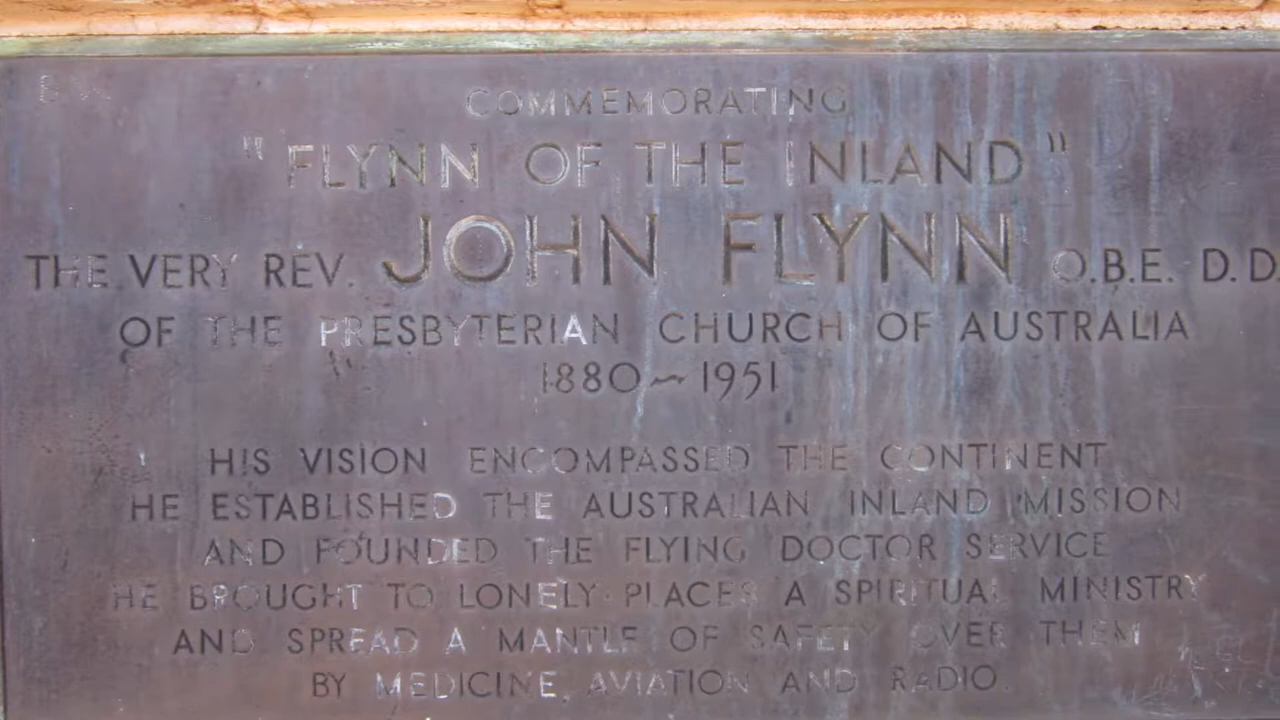 COMMEMORATING
"FLYNN OF THE INLAND"
THE VERY REV. JOHN FLYNN O.B.E. D.D
OF THE PRESBYTERIAN CHURCH OF AUSTRALIA
1880~1951
HIS VISION ENCOMPASSED THE CONTINENT
HE ESTABLISHED THE AUSTRALIAN INLAND MISSION
AND FOUNDED THE FLYING DOCTOR SERVICE
HE BROUGHT TO LONELY PLACES A SPIRITUAL MINISTRY
AND SPREAD A MANTLE OF SAFETY OVER THEM
BY MEDICINE, AVIATION AND RADIO.